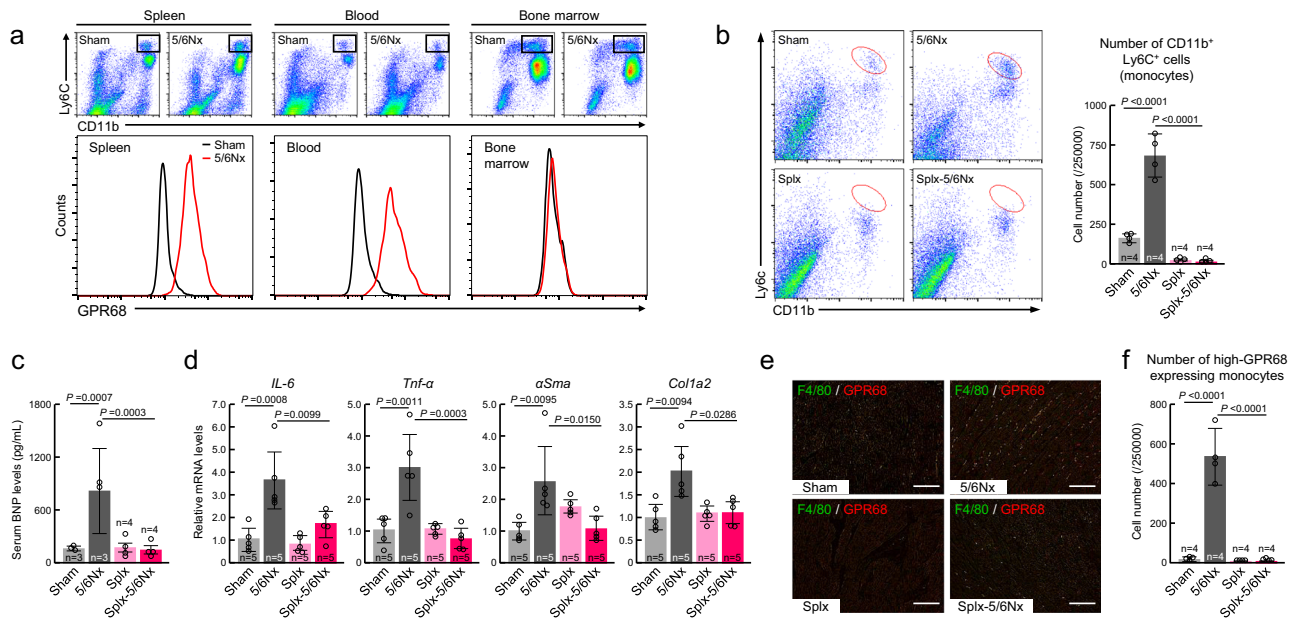 a
Spleen
Blood
Bone marrow
Sham
5/6Nx
Sham
5/6Nx
Sham
5/6Nx
Ly6C
CD11b
Spleen
Sham
5/6Nx
Blood
Bone
marrow
Counts
GPR68
b
Sham
5/6Nx
Splx
Splx-5/6Nx
Ly6c
CD11b
Number of CD11b⁺
Ly6C⁺ cells
(monocytes)
P <0.0001
P <0.0001
Cell number (/250000)
1000
750
500
250
0
n=4
n=4
n=4
n=4
Sham
5/6Nx
Splx
Splx-5/6Nx
c
P =0.0007
P =0.0003
Serum BNP levels (pg/mL)
1800
1200
600
0
n=3
n=3
n=4
n=4
Sham
5/6Nx
Splx
Splx-5/6Nx
d
Relative mRNA levels
IL-6
P =0.0008
P =0.0099
7.0
6.0
5.0
4.0
3.0
2.0
1.0
0
n=5
n=5
n=5
n=5
Sham
5/6Nx
Splx
Splx-5/6Nx
Tnf-α
P =0.0011
P =0.0003
5.0
4.0
3.0
2.0
1.0
0
n=5
n=5
n=5
n=5
Sham
5/6Nx
Splx
Splx-5/6Nx
αSma
P =0.0095
P =0.0150
5.0
4.0
3.0
2.0
1.0
0
n=5
n=5
n=5
n=5
Sham
5/6Nx
Splx
Splx-5/6Nx
Col1a2
P =0.0094
P =0.0286
3.5
3.0
2.5
2.0
1.5
1.0
0.5
0
n=5
n=5
n=5
n=5
Sham
5/6Nx
Splx
Splx-5/6Nx
e
F4/80 / GPR68
Sham
F4/80 / GPR68
5/6Nx
F4/80 / GPR68
Splx
F4/80 / GPR68
Splx-5/6Nx
f
Number of high-GPR68
expressing monocytes
P <0.0001
P <0.0001
Cell number (/250000)
800
600
400
200
0
n=4
n=4
n=4
n=4
Sham
5/6Nx
Splx
Splx-5/6Nx